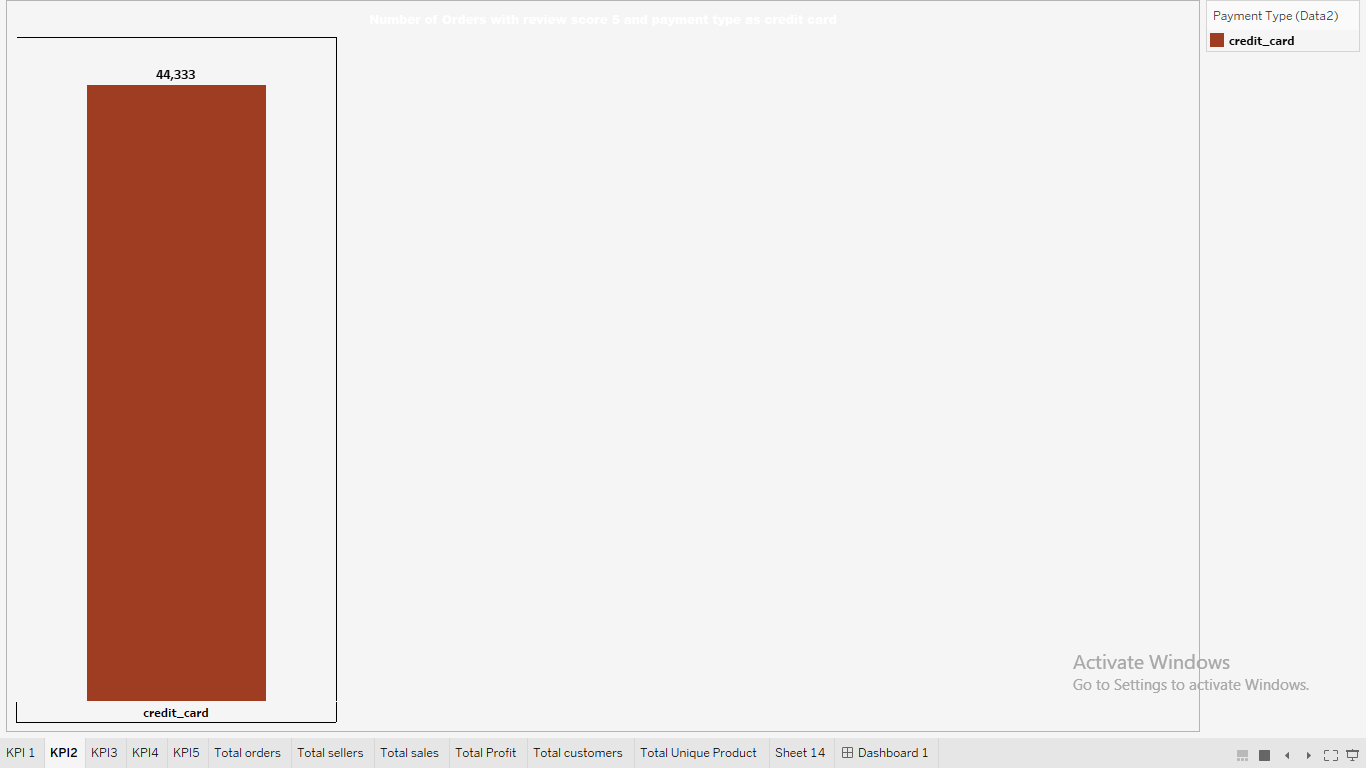 Number of Orders with review score 5 and payment type as credit card
Payment Type (Data2)
credit_card
44,333
credit_card
Activate Windows
Go to Settings to activate Windows.
KPI 1 KPI2 KPI3 KPI4 KPI5 Total orders Total sellers Total sales Total Profit Total customers Total Unique Product Sheet 14 Dashboard 1